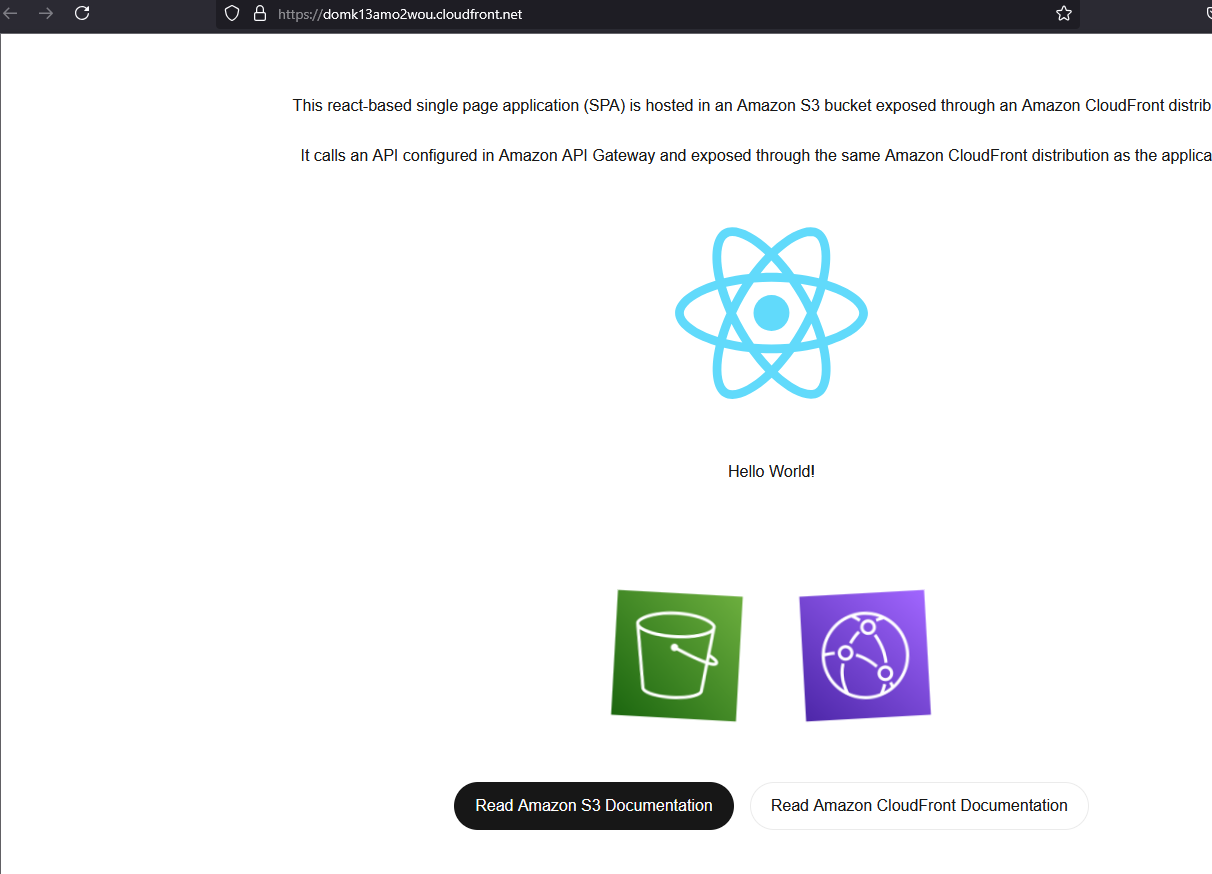 https://domk13amo2wou.cloudfront.net
This react-based single page application (SPA) is hosted in an Amazon S3 bucket exposed through an Amazon CloudFront distrib
It calls an API configured in Amazon API Gateway and exposed through the same Amazon CloudFront distribution as the applica
Hello World!
Read Amazon S3 Documentation
Read Amazon CloudFront Documentation